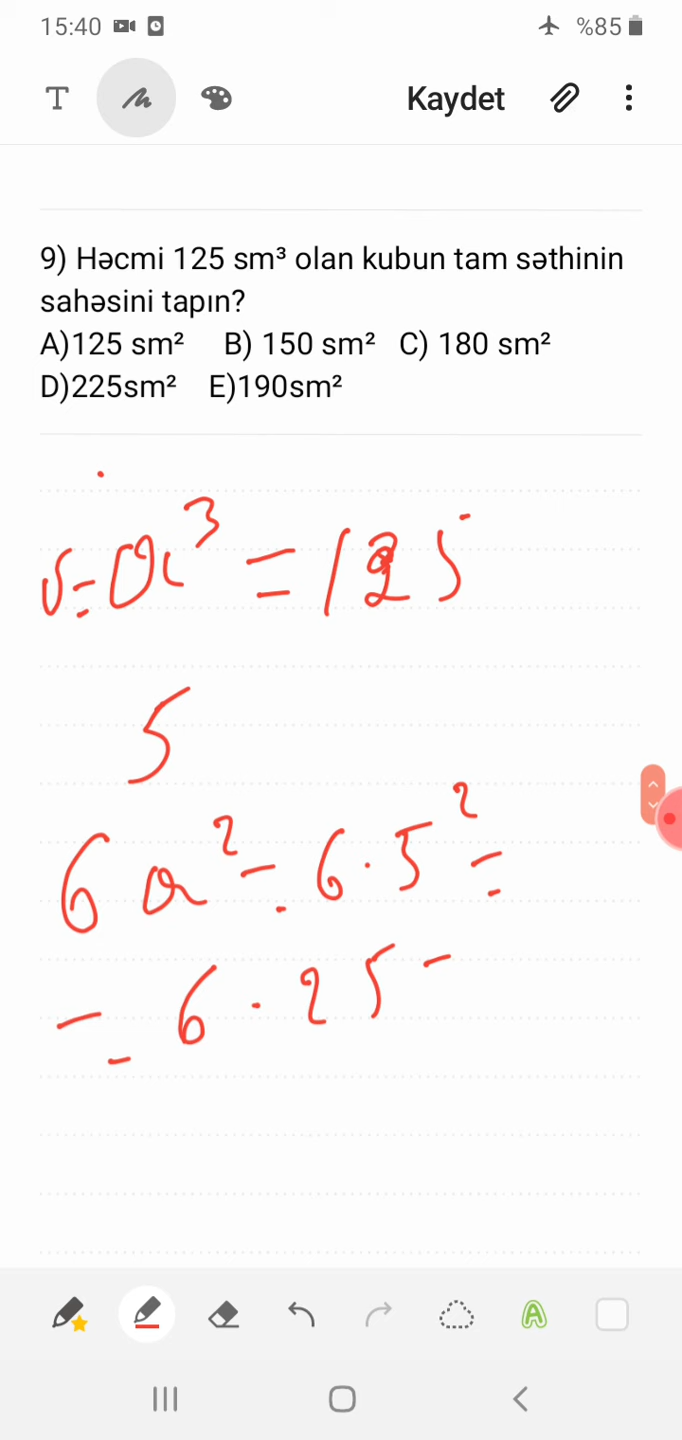 15:40 %85
Kaydet
9) Həcmi 125 sm³ olan kubun tam səthinin
sahəsini tapın?
A)125 sm² B) 150 sm² C) 180 sm²
D)225sm² E)190sm²
v=a³=125
5
6a²=6·5²=
=6·25=